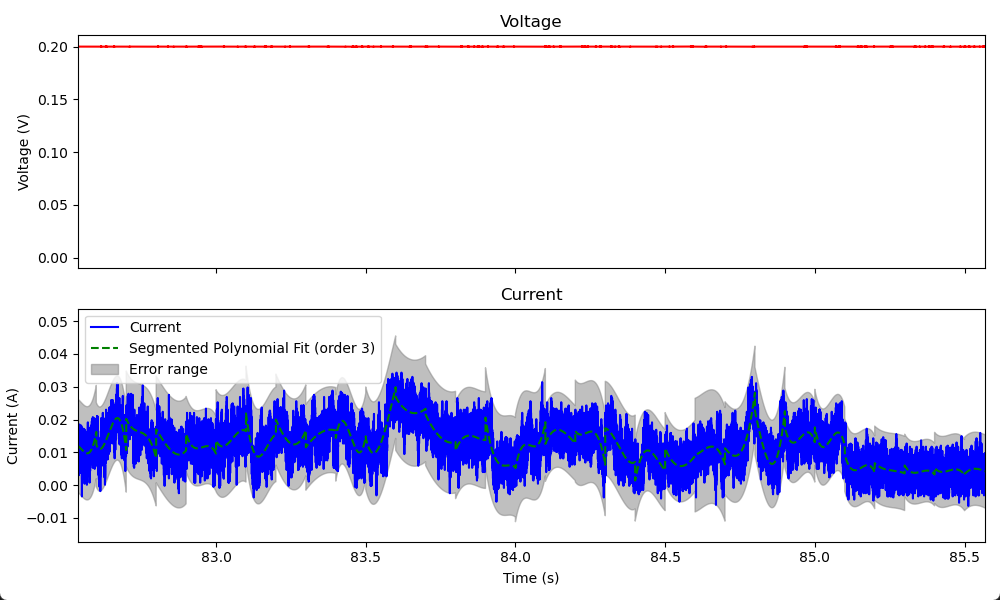 Voltage
0.20
0.15
0.10
0.05
0.00
Voltage (V)
Current
0.05
0.04
0.03
0.02
0.01
0.00
−0.01
Current (A)
Current
Segmented Polynomial Fit (order 3)
Error range
83.0
83.5
84.0
84.5
85.0
85.5
Time (s)